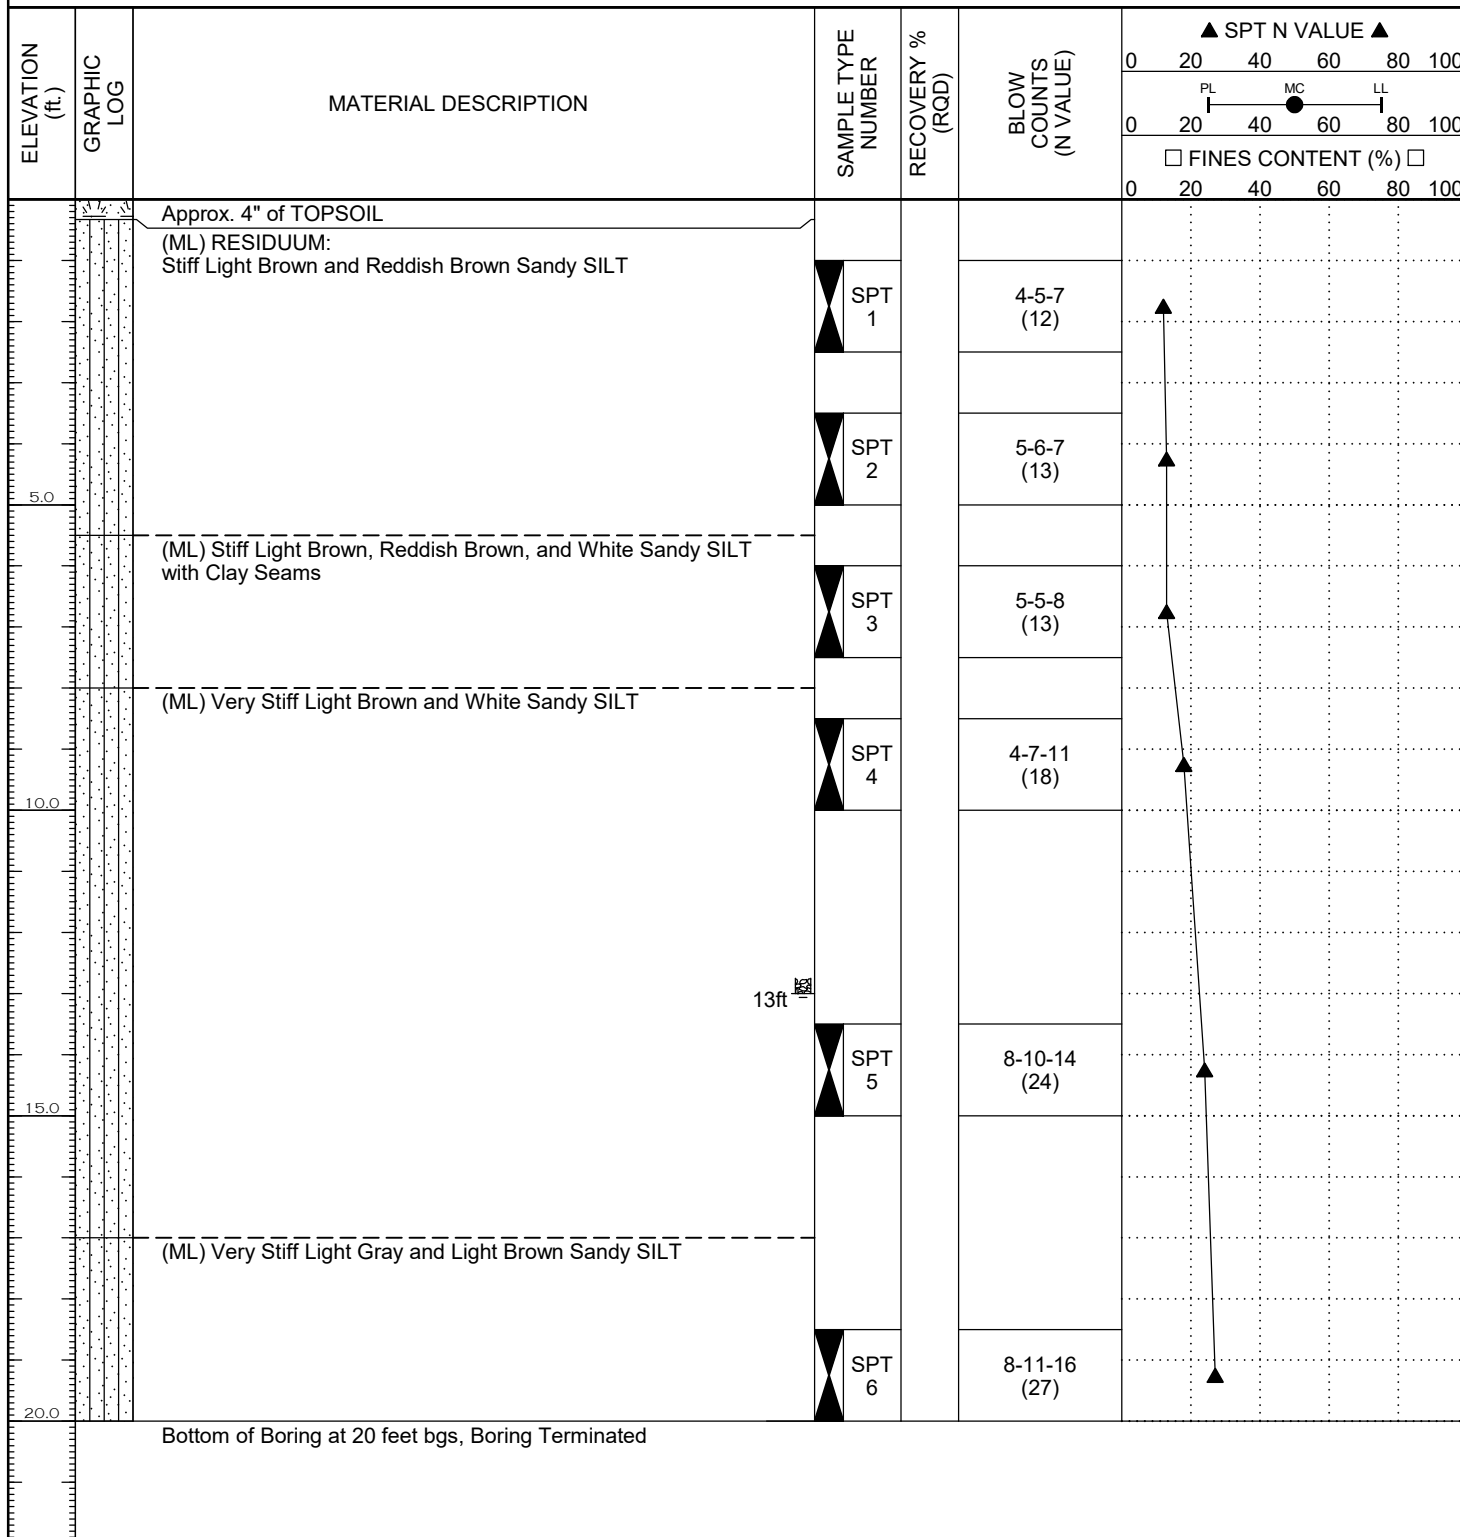 ELEVATION
(ft.)
GRAPHIC
LOG
MATERIAL DESCRIPTION
SAMPLE TYPE
NUMBER
RECOVERY %
(RQD)
BLOW
COUNTS
(N VALUE)
▲ SPT N VALUE ▲
0 20 40 60 80 100
PL MC LL
0 20 40 60 80 100
□ FINES CONTENT (%) □
0 20 40 60 80 100
Approx. 4" of TOPSOIL
(ML) RESIDUUM:
Stiff Light Brown and Reddish Brown Sandy SILT
SPT
1
4-5-7
(12)
SPT
2
5-6-7
(13)
5.0
(ML) Stiff Light Brown, Reddish Brown, and White Sandy SILT
with Clay Seams
SPT
3
5-5-8
(13)
(ML) Very Stiff Light Brown and White Sandy SILT
SPT
4
4-7-11
(18)
10.0
13ft
SPT
5
8-10-14
(24)
15.0
(ML) Very Stiff Light Gray and Light Brown Sandy SILT
SPT
6
8-11-16
(27)
20.0
Bottom of Boring at 20 feet bgs, Boring Terminated